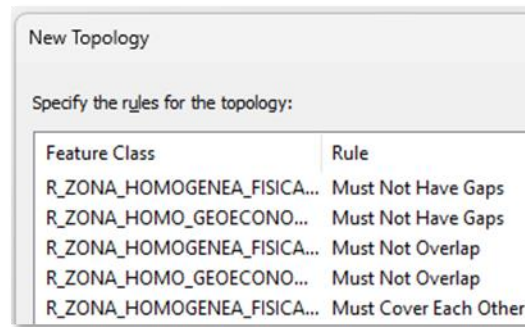 New Topology
Specify the rules for the topology:
Feature Class Rule
R_ZONA_HOMOGENEA_FISICA... Must Not Have Gaps
R_ZONA_HOMO_GEOECONO... Must Not Have Gaps
R_ZONA_HOMOGENEA_FISICA... Must Not Overlap
R_ZONA_HOMO_GEOECONO... Must Not Overlap
R_ZONA_HOMOGENEA_FISICA... Must Cover Each Other